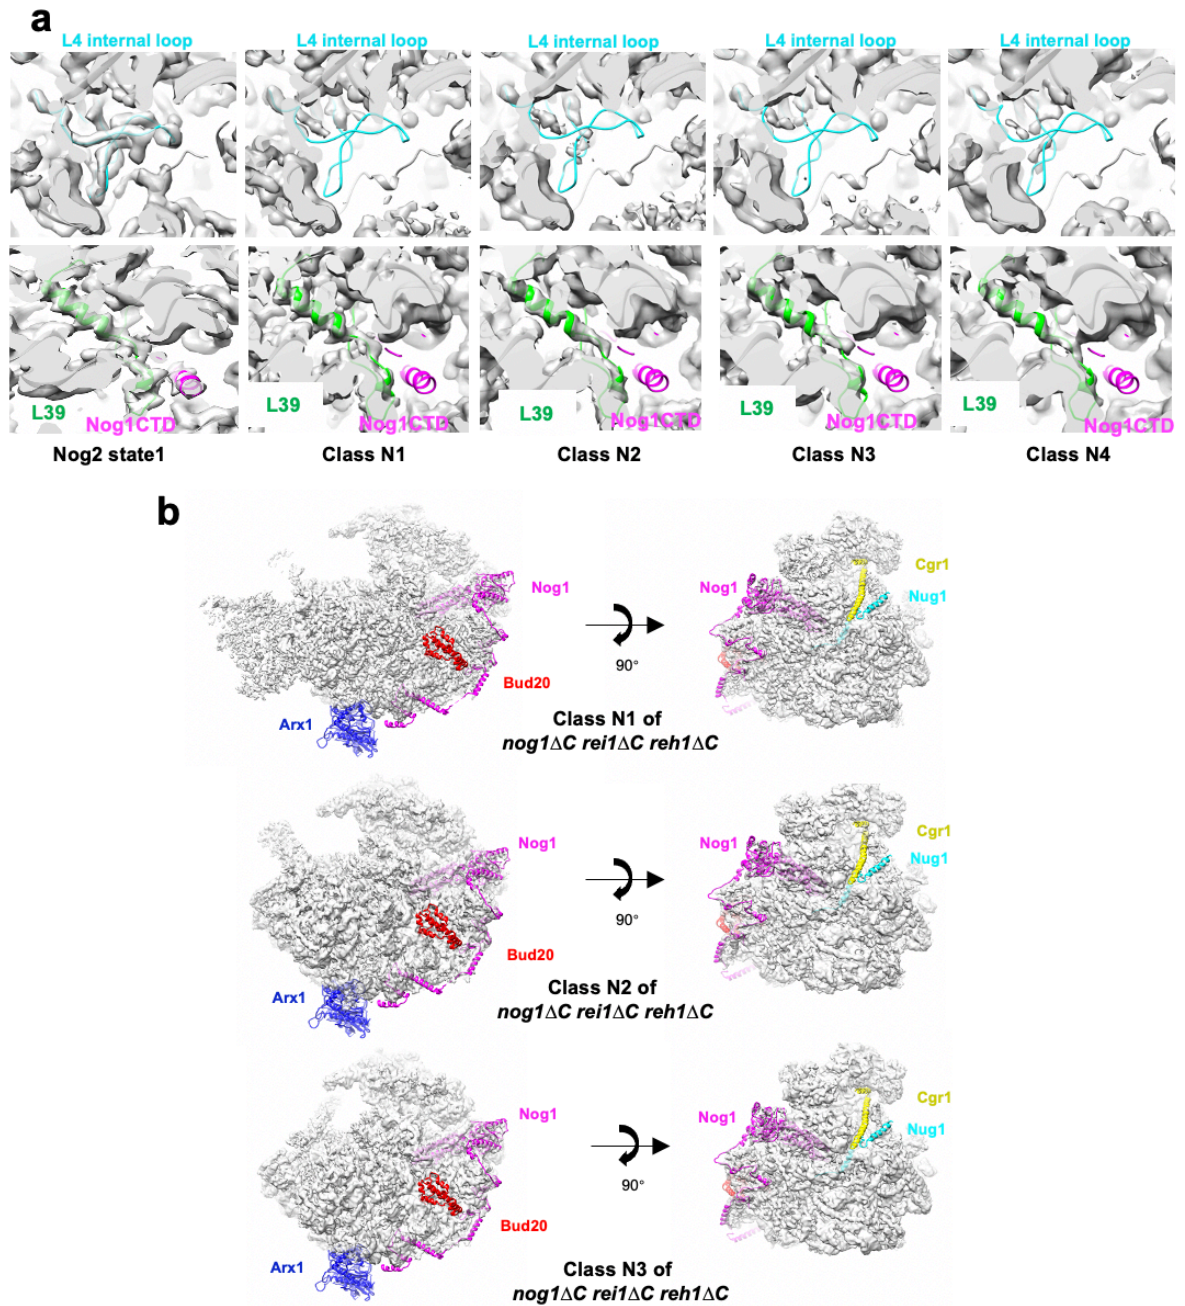 a
L4 internal loop L4 internal loop L4 internal loop L4 internal loop L4 internal loop
L39 Nog1CTD L39 Nog1CTD L39 Nog1CTD L39 Nog1CTD L39 Nog1CTD
Nog2 state1 Class N1 Class N2 Class N3 Class N4
b
Nog1
Bud20
Arx1
90°
Nog1
Cgr1
Nug1
Class N1 of
nog1ΔC rei1ΔC reh1ΔC
Nog1
Bud20
Arx1
90°
Nog1
Cgr1
Nug1
Class N2 of
nog1ΔC rei1ΔC reh1ΔC
Nog1
Bud20
Arx1
90°
Nog1
Cgr1
Nug1
Class N3 of
nog1ΔC rei1ΔC reh1ΔC